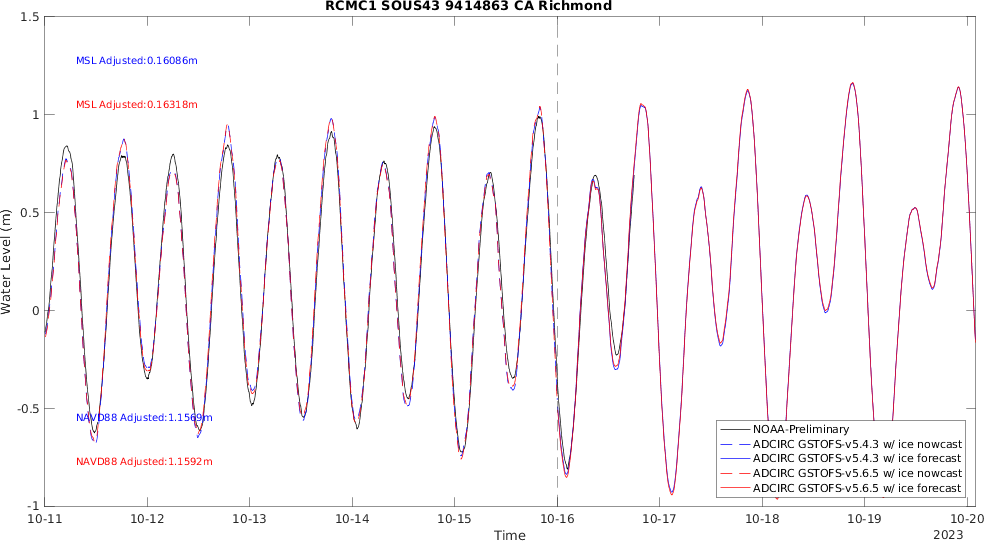 RCMC1 SOUS43 9414863 CA Richmond
1.5
1
0.5
0
-0.5
-1
Water Level (m)
MSL Adjusted:0.16086m
MSL Adjusted:0.16318m
NAVD88 Adjusted:1.1569m
NAVD88 Adjusted:1.1592m
NOAA-Preliminary
ADCIRC GSTOFS-v5.4.3 w/ ice nowcast
ADCIRC GSTOFS-v5.4.3 w/ ice forecast
ADCIRC GSTOFS-v5.6.5 w/ ice nowcast
ADCIRC GSTOFS-v5.6.5 w/ ice forecast
10-11 10-12 10-13 10-14 10-15 10-16 10-17 10-18 10-19 10-20
Time
2023